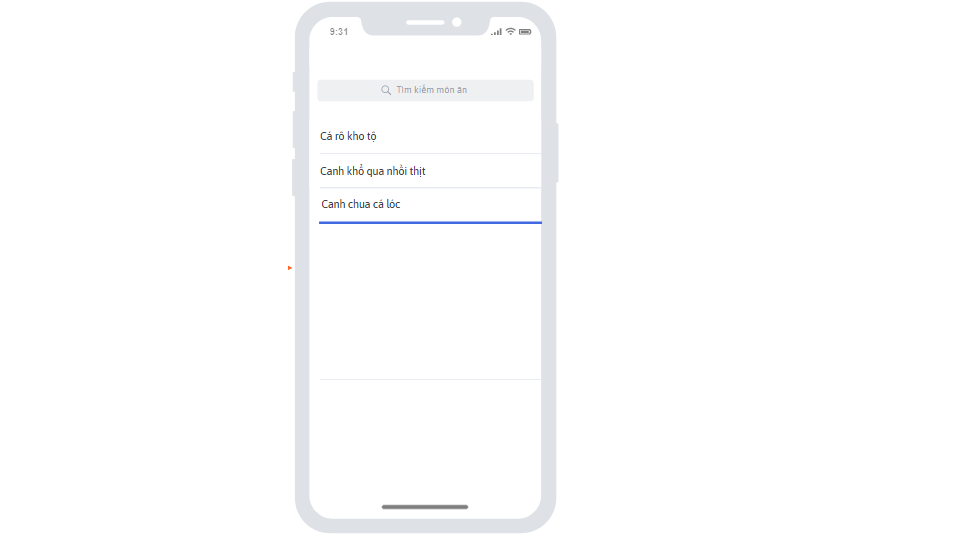 9:31
Tìm kiếm món ăn
Cá rô kho tộ
Canh khổ qua nhồi thịt
Canh chua cá lóc